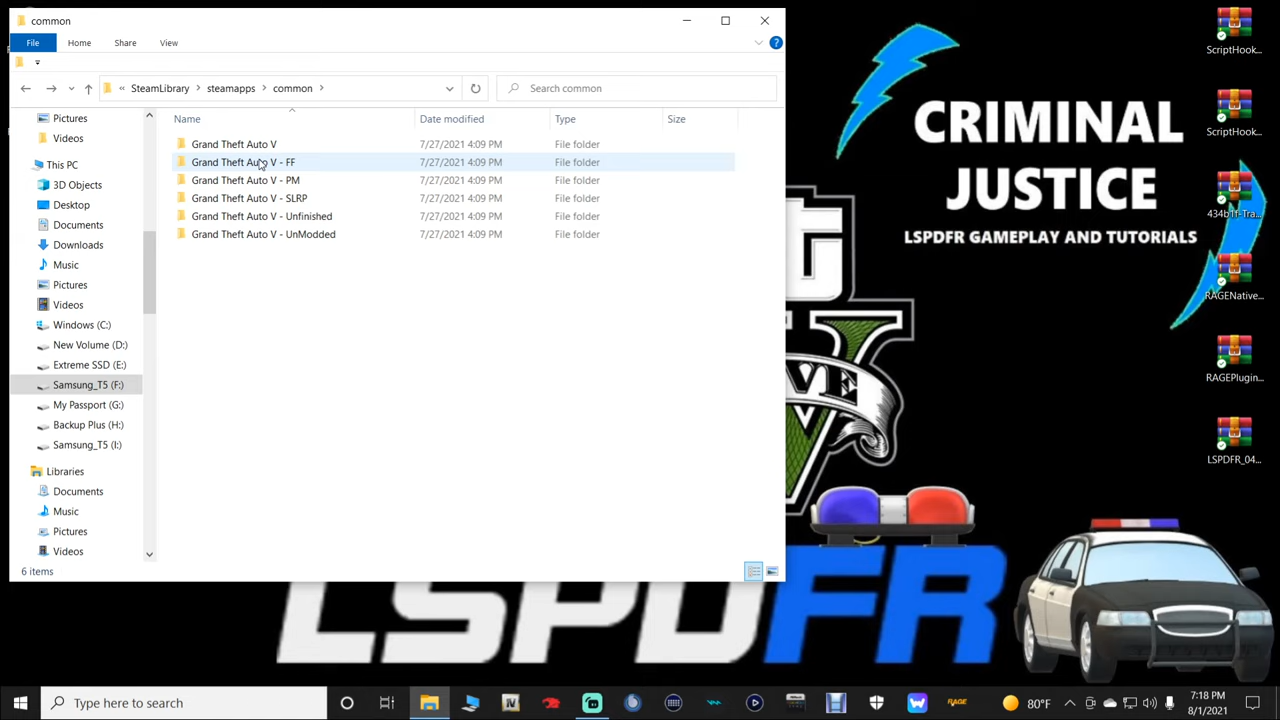 common
File
Home
Share
View
« SteamLibrary > steamapps > common >
Search common
Name
Date modified
Type
Size
Grand Theft Auto V 7/27/2021 4:09 PM File folder
Grand Theft Auto V - FF 7/27/2021 4:09 PM File folder
Grand Theft Auto V - PM 7/27/2021 4:09 PM File folder
Grand Theft Auto V - SLRP 7/27/2021 4:09 PM File folder
Grand Theft Auto V - Unfinished 7/27/2021 4:09 PM File folder
Grand Theft Auto V - UnModded 7/27/2021 4:09 PM File folder
Pictures
Videos
This PC
3D Objects
Desktop
Documents
Downloads
Music
Pictures
Videos
Windows (C:)
New Volume (D:)
Extreme SSD (E:)
Samsung_T5 (F:)
My Passport (G:)
Backup Plus (H:)
Samsung_T5 (I:)
Libraries
Documents
Music
Pictures
Videos
6 items
CRIMINAL
JUSTICE
LSPDFR GAMEPLAY AND TUTORIALS
LSPDFR
ScriptHook...
ScriptHook...
434b1f-Tra...
RAGENative...
RAGEPlugin...
LSPDFR_04...
Type here to search
RAGE
80°F
7:18 PM
8/1/2021